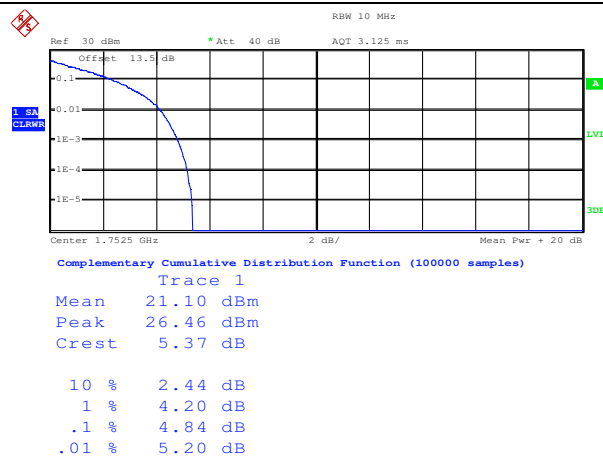 R/S
RBW 10 MHz
Ref 30 dBm *Att 40 dB AQT 3.125 ms
Offset 13.5 dB
0.1
A
0.01
1 SA
CLRWR
1E-3
LVL
1E-4
1E-5
3DB
Center 1.7525 GHz 2 dB/ Mean Pwr + 20 dB
Complementary Cumulative Distribution Function (100000 samples)
Trace 1
Mean 21.10 dBm
Peak 26.46 dBm
Crest 5.37 dB
10 % 2.44 dB
1 % 4.20 dB
.1 % 4.84 dB
.01 % 5.20 dB